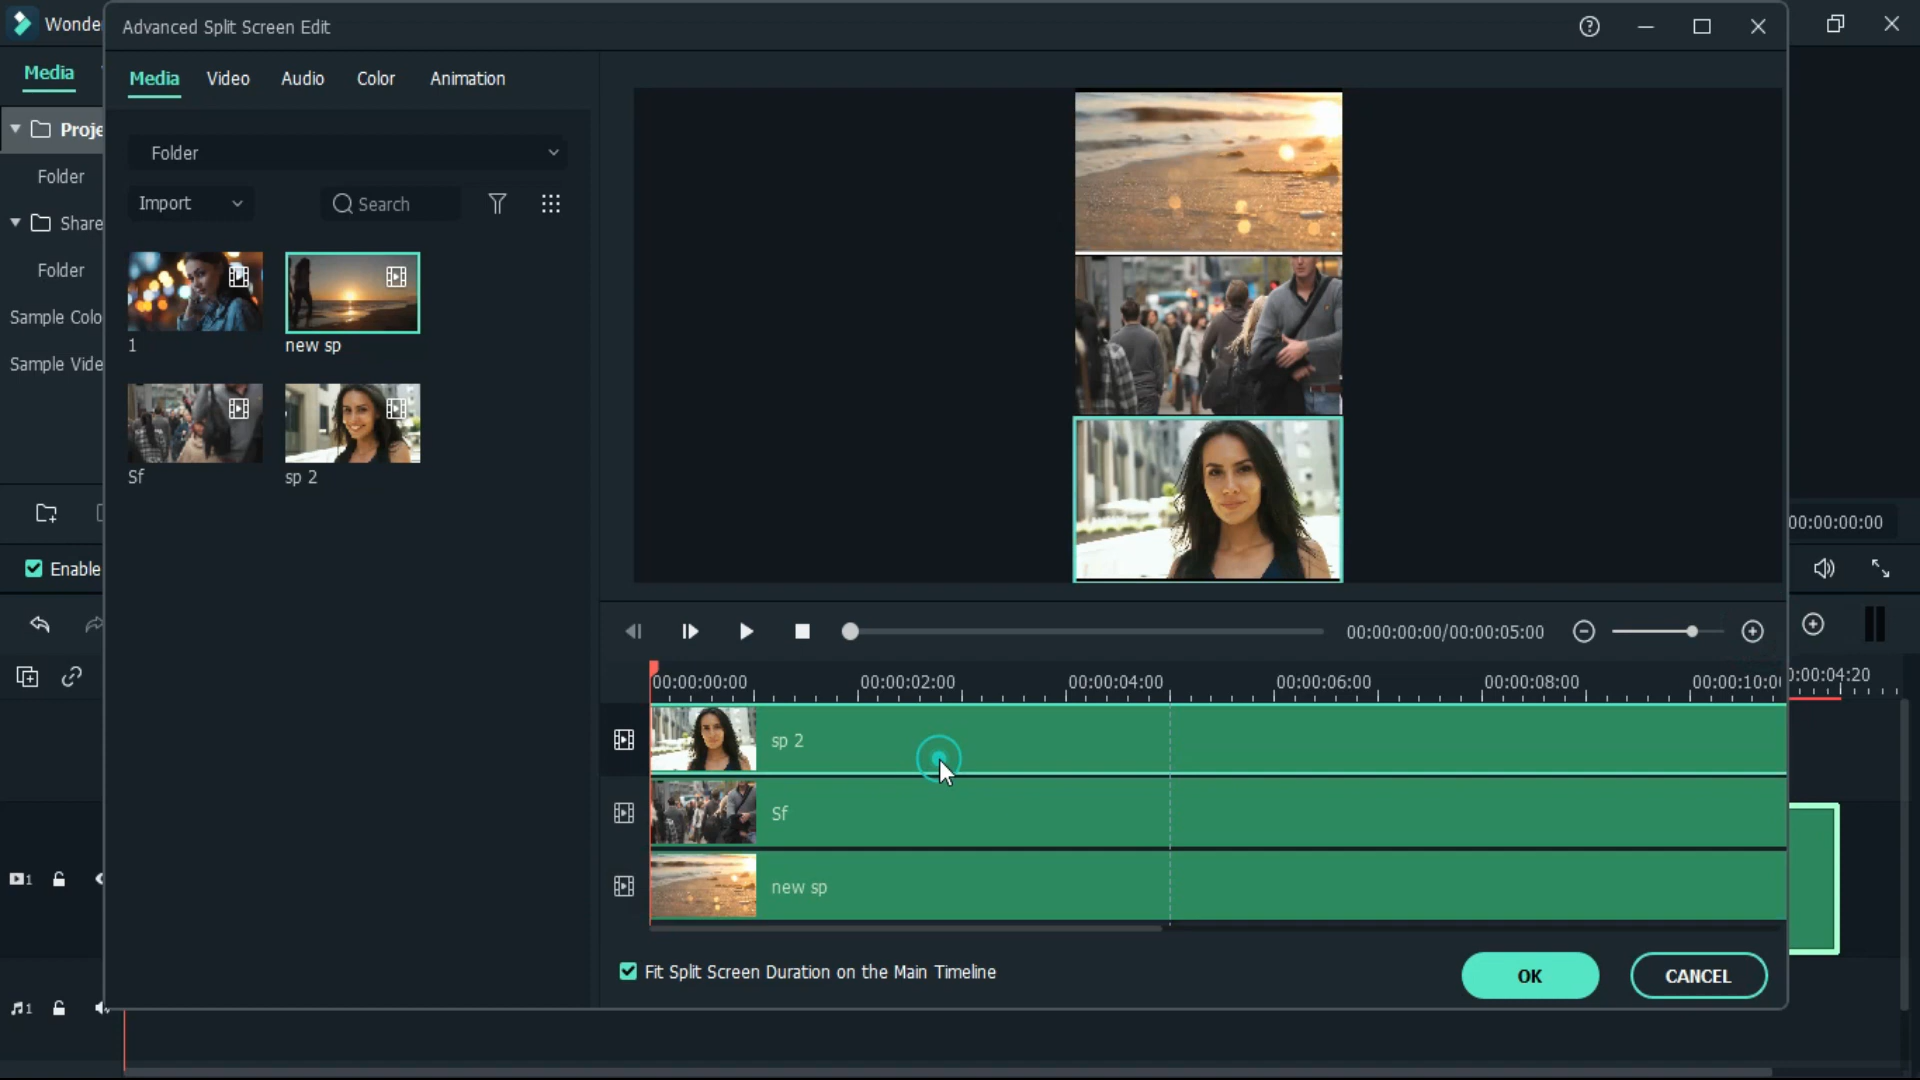 Wonde
Advanced Split Screen Edit
Media
Media
Video
Audio
Color
Animation
Proje
Folder
Folder
Import
Search
Share
Folder
Sample Colo
Sample Vide
1
new sp
Sf
sp 2
00:00:00:00
Enable
00:00:00:00/00:00:05:00
00:00:00:00
00:00:02:00
00:00:04:00
00:00:06:00
00:00:08:00
00:00:10:00
0:00:04:20
sp 2
Sf
new sp
1
Fit Split Screen Duration on the Main Timeline
OK
CANCEL
1